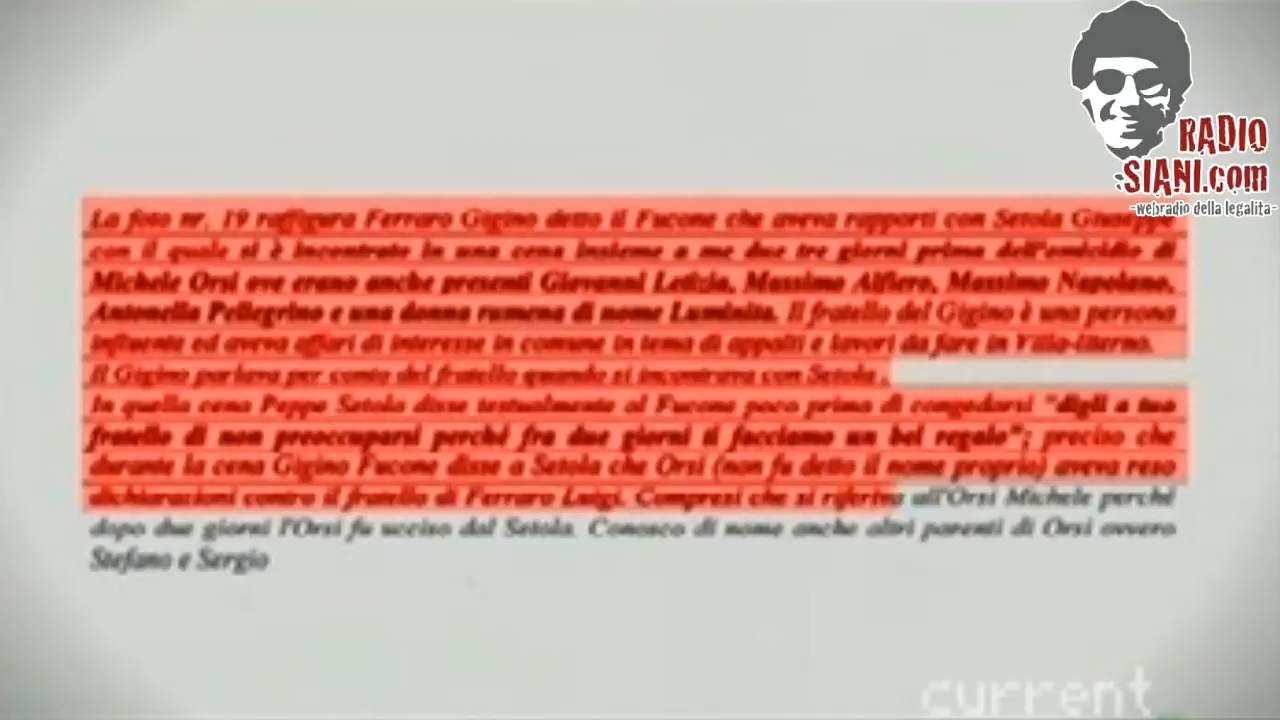 RADIO
SIANI.com
-webradio della legalita-
La foto nr. 19 raffigura Ferraro Gigino detto il Fucone che aveva rapporti con Setola Giuseppe
con il quale si è incontrato in una cena insieme a me due tre giorni prima dell'omicidio di
Michele Orsi ove erano anche presenti Giovanni Letizia, Massimo Alfiero, Massimo Napolano,
Antonella Pellegrino e una donna rumena di nome Luminita. Il fratello del Gigino è una persona
influente ed aveva affari di interesse in comune in tema di appalti e lavori da fare in Villa-literno.
Il Gigino parlava per conto del fratello quando si incontrava con Setola.
In quella cena Peppe Setola disse testualmente al Fucone poco prima di congedarsi "digli a tuo
fratello di non preoccuparsi perchè fra due giorni ti facciamo un bel regalo"; preciso che
durante la cena Gigino Fucone disse a Setola che Orsi (non fu detto il nome proprio) aveva reso
dichiarazioni contro il fratello di Ferraro Luigi. Compresi che si riferiva all'Orsi Michele perchè
dopo due giorni l'Orsi fu ucciso dal Setola. Conosco di nome anche altri parenti di Orsi ovvero
Stefano e Sergio
current